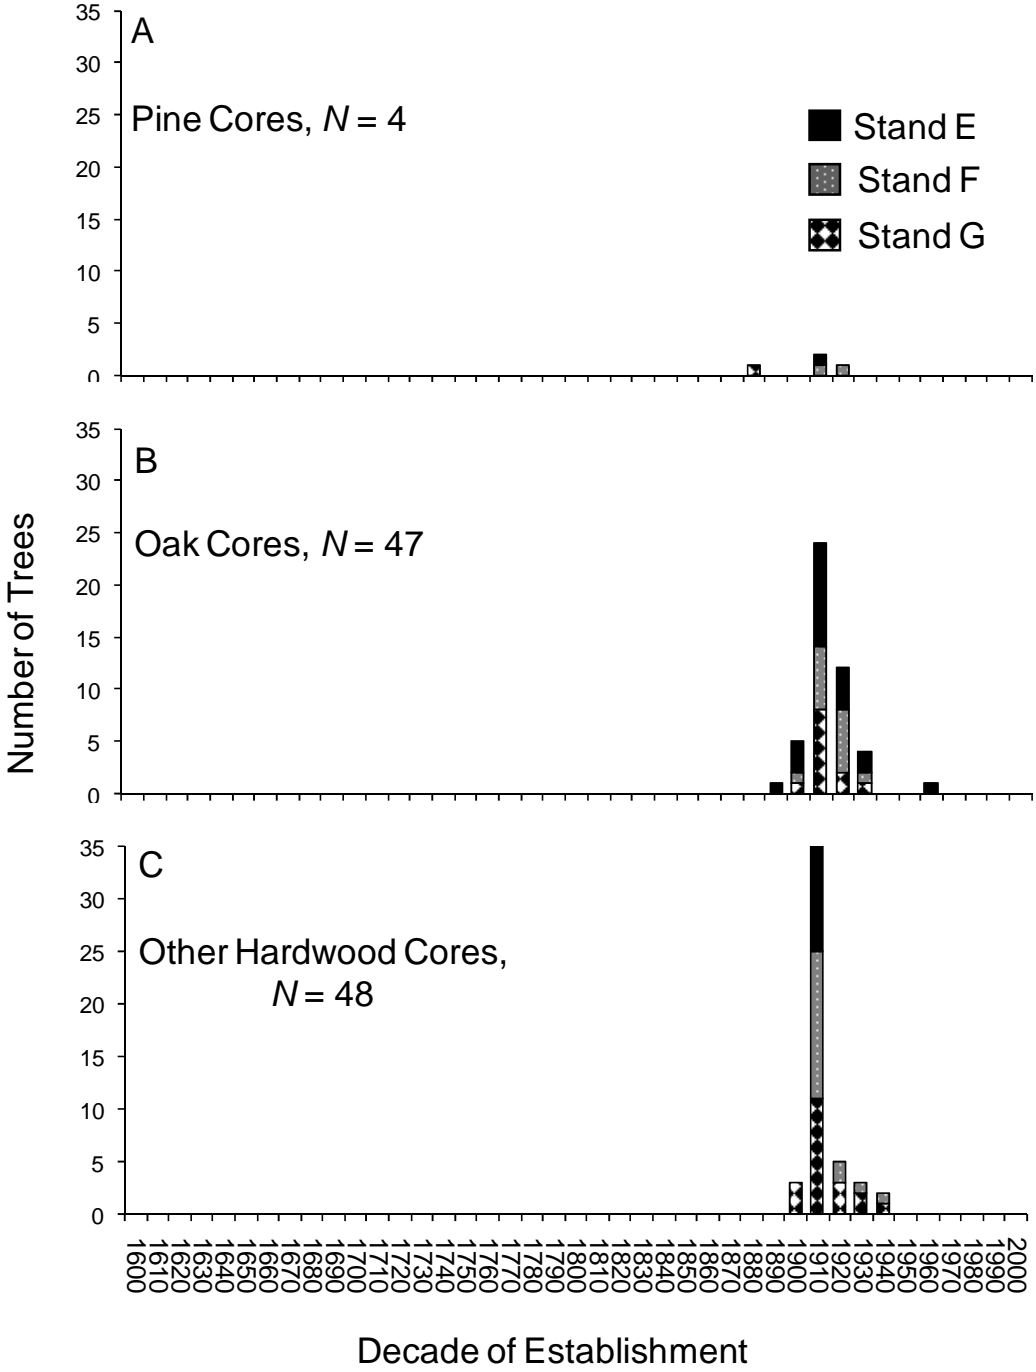 35
A
30
25
Pine Cores, N = 4
Stand E
20
Stand F
15
Stand G
10
5
0
35
B
30
25
Oak Cores, N = 47
20
15
10
5
0
Number of Trees
35
C
30
25
Other Hardwood Cores,
N = 48
20
15
10
5
0
1600 1610 1620 1630 1640 1650 1660 1670 1680 1690 1700 1710 1720 1730 1740 1750 1760 1770 1780 1790 1800 1810 1820 1830 1840 1850 1860 1870 1880 1890 1900 1910 1920 1930 1940 1950 1960 1970 1980 1990 2000
Decade of Establishment